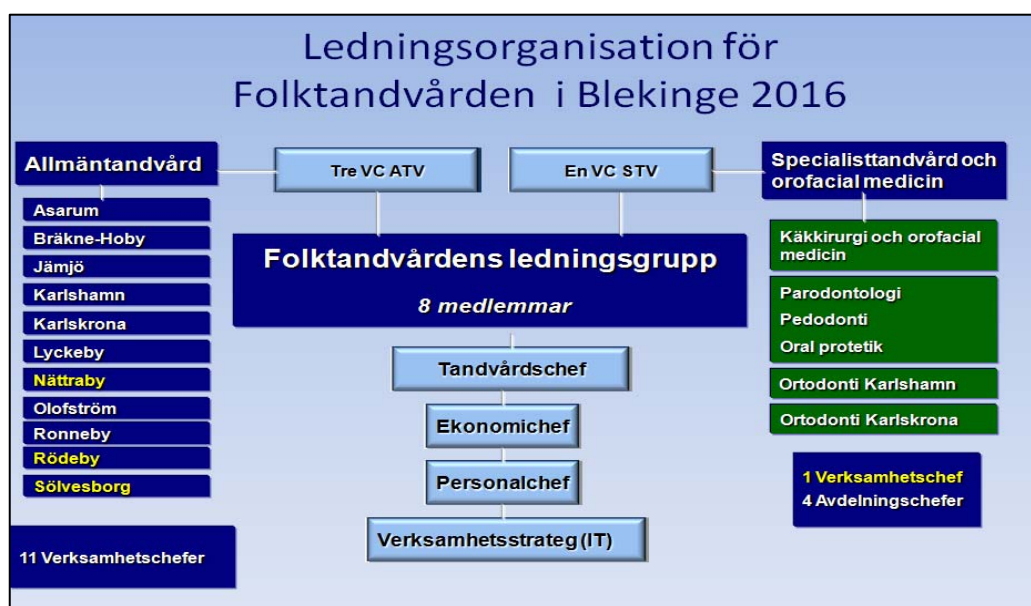 Ledningsorganisation för
Folktandvården i Blekinge 2016
Allmäntandvård
Tre VC ATV
En VC STV
Specialisttandvård och
orofacial medicin
Asarum
Bräkne-Hoby
Jämjö
Karlshamn
Karlskrona
Lyckeby
Nättraby
Olofström
Ronneby
Rödeby
Sölvesborg
11 Verksamhetschefer
Folktandvårdens ledningsgrupp
8 medlemmar
Tandvårdschef
Ekonomichef
Personalchef
Verksamhetsstrateg (IT)
Käkkirurgi och orofacial
medicin
Parodontologi
Pedodonti
Oral protetik
Ortodonti Karlshamn
Ortodonti Karlskrona
1 Verksamhetschef
4 Avdelningschefer